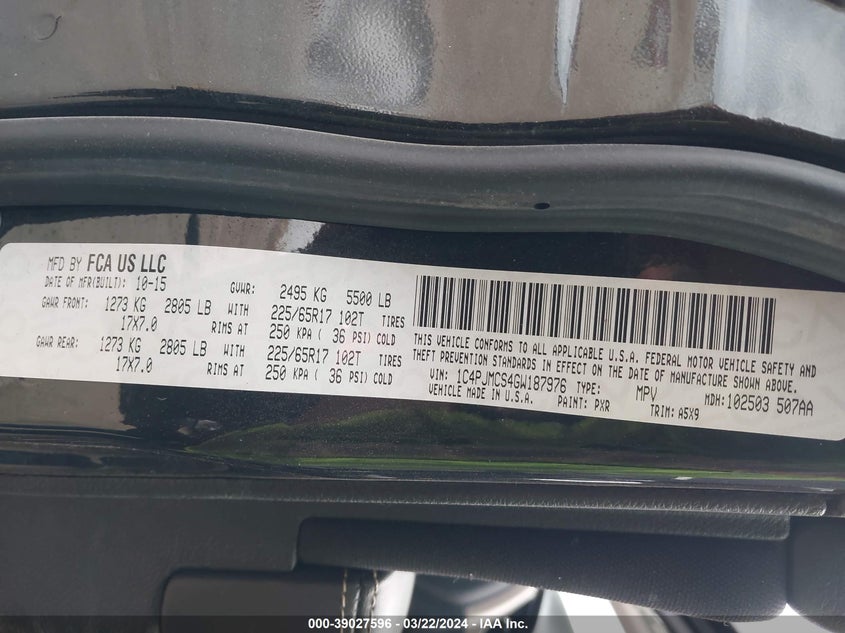 MFD BY FCA US LLC
DATE OF MFR(BUILT): 10-15 GVWR: 2495 KG 5500 LB
GAWR FRONT: 1273 KG 2805 LB WITH 225/65R17 102T TIRES
17X7.0 RIMS AT 250 KPA ( 36 PSI) COLD
GAWR REAR: 1273 KG 2805 LB WITH 225/65R17 102T TIRES
17X7.0 RIMS AT 250 KPA ( 36 PSI) COLD
THIS VEHICLE CONFORMS TO ALL APPLICABLE U.S.A. FEDERAL MOTOR VEHICLE SAFETY AND
THEFT PREVENTION STANDARDS IN EFFECT ON THE DATE OF MANUFACTURE SHOWN ABOVE.
VIN: 1C4PJMCS4GW187976 TYPE: MPV MDH:102503 507AA
VEHICLE MADE IN U.S.A. PAINT: PXR TRIM: A5X9
000-39027596 - 03/22/2024 - IAA Inc.